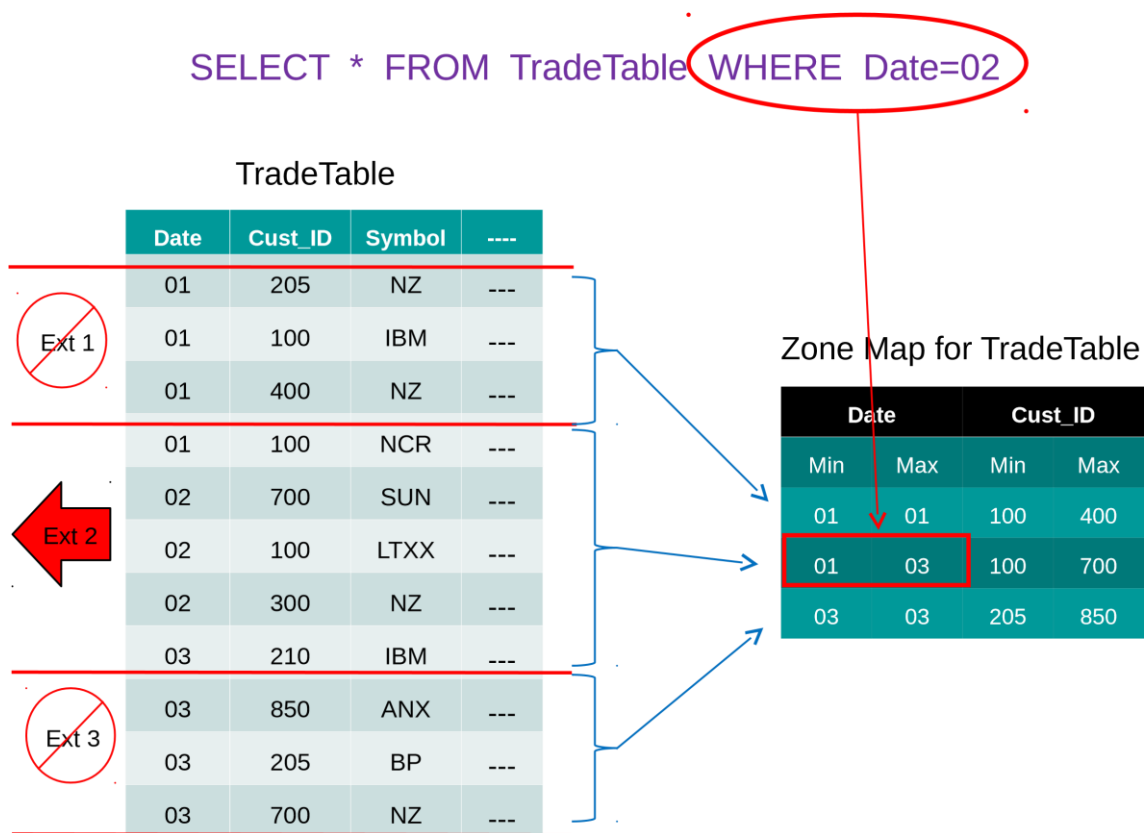 SELECT * FROM TradeTable WHERE Date=02
TradeTable
Date Cust_ID Symbol ----
01 205 NZ ---
Ext 1
01 100 IBM ---
01 400 NZ ---
01 100 NCR ---
02 700 SUN ---
Ext 2
02 100 LTXX ---
02 300 NZ ---
03 210 IBM ---
03 850 ANX ---
Ext 3
03 205 BP ---
03 700 NZ ---
Zone Map for TradeTable
Date Cust_ID
Min Max Min Max
01 01 100 400
01 03 100 700
03 03 205 850